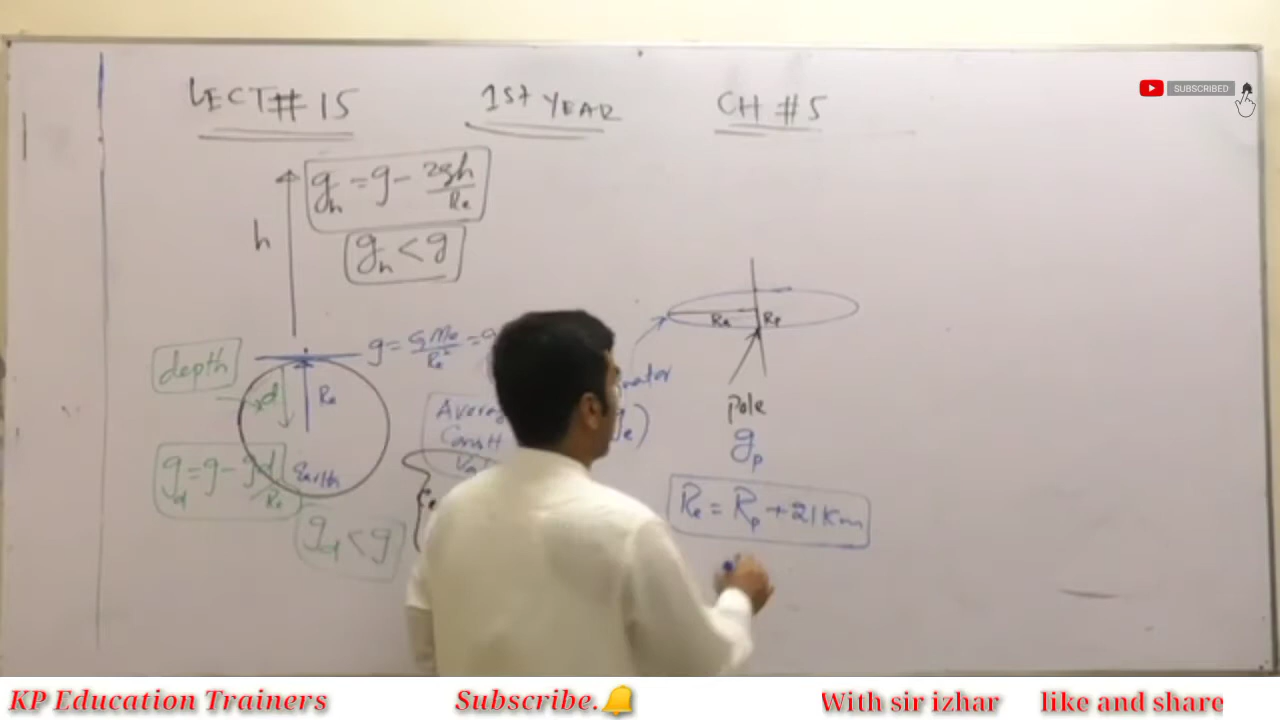 LECT# 15
1ST YEAR
CH #5
SUBSCRIBED
gh = g - 2gh/Re
gh < g
h
g = GMe/Re² =
depth
d
Re
Earth
Re
Rp
pole
gp
gd = g - gd/Re
gd < g
Constt
e)
Re = Rp + 21 Km
KP Education Trainers
Subscribe.
With sir izhar
like and share